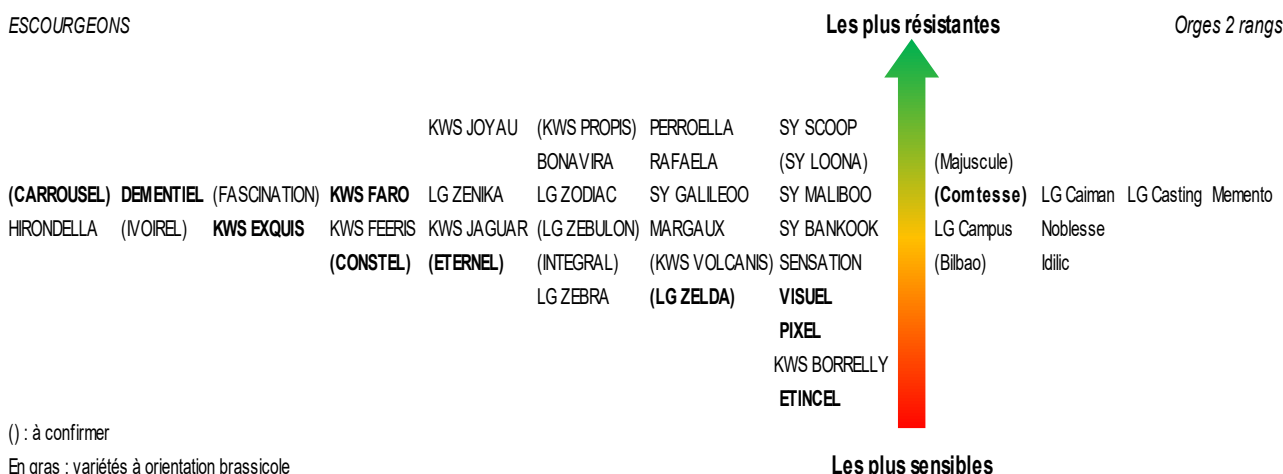 ESCOURGEONS Les plus résistantes Orges 2 rangs
KWS JOYAU (KWS PROPIS) PERROELLA SY SCOOP
BONAVIRA RAFAELA (SY LOONA) (Majuscule)
(CARROUSEL) DEMENTIEL (FASCINATION) KWS FARO LG ZENIKA LG ZODIAC SY GALILEOO SY MALIBOO (Comtesse) LG Caiman LG Casting Memento
HIRONDELLA (IVOIREL) KWS EXQUIS KWS FEERIS KWS JAGUAR (LG ZEBULON) MARGAUX SY BANKOOK LG Campus Noblesse
(CONSTEL) (ETERNEL) (INTEGRAL) (KWS VOLCANIS) SENSATION (Bilbao) Idilic
LG ZEBRA (LG ZELDA) VISUEL
PIXEL
KWS BORRELLY
ETINCEL
() : à confirmer
En gras : variétés à orientation brassicole Les plus sensibles